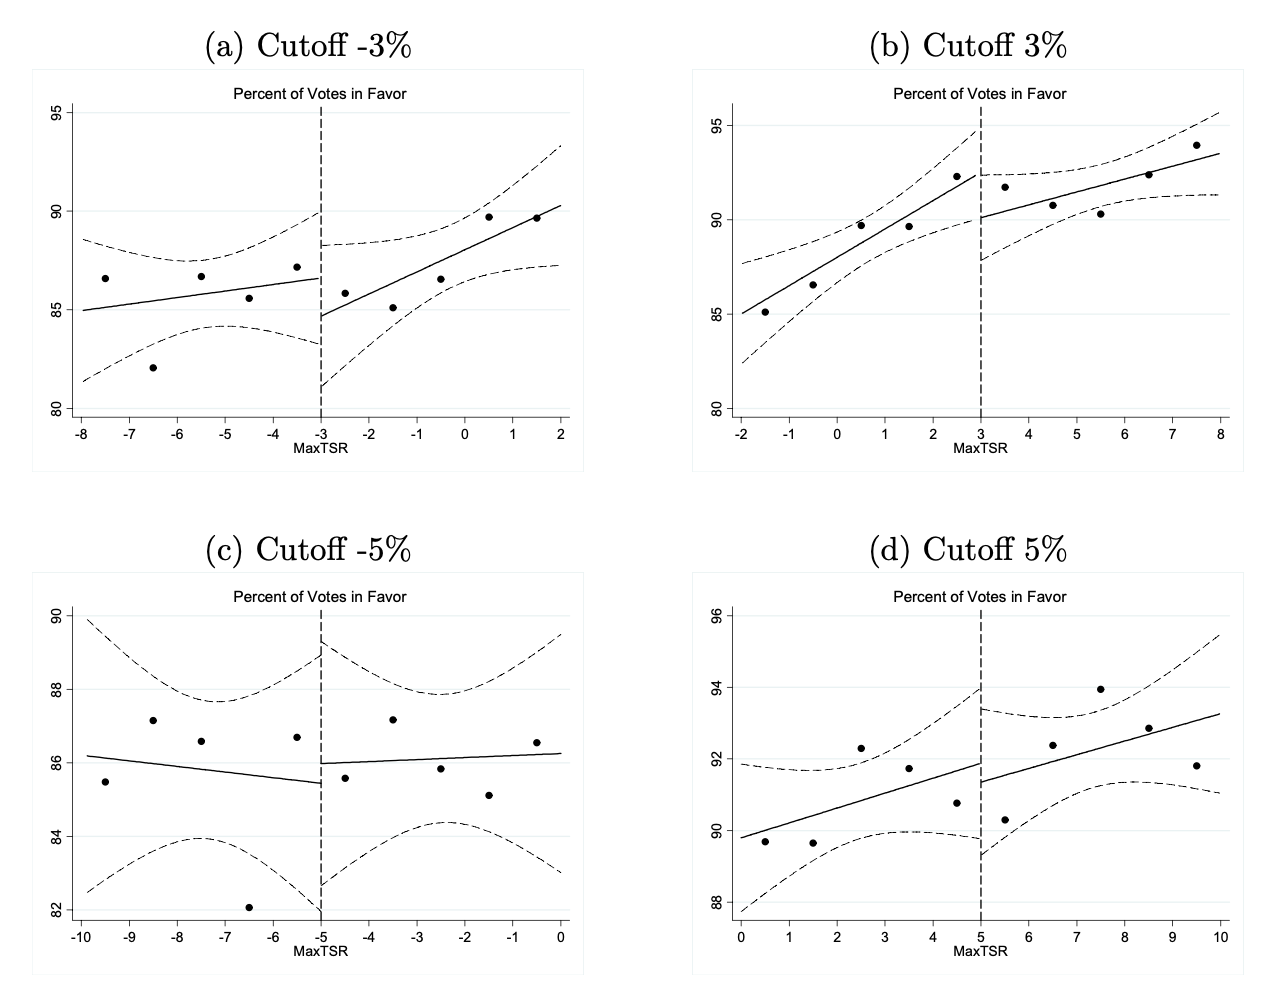 (a) Cutoff -3%
Percent of Votes in Favor
95
90
85
80
-8 -7 -6 -5 -4 -3 -2 -1 0 1 2
MaxTSR
(b) Cutoff 3%
Percent of Votes in Favor
95
90
85
80
-2 -1 0 1 2 3 4 5 6 7 8
MaxTSR
(c) Cutoff -5%
Percent of Votes in Favor
90
88
86
84
82
-10 -9 -8 -7 -6 -5 -4 -3 -2 -1 0
MaxTSR
(d) Cutoff 5%
Percent of Votes in Favor
96
94
92
90
88
0 1 2 3 4 5 6 7 8 9 10
MaxTSR